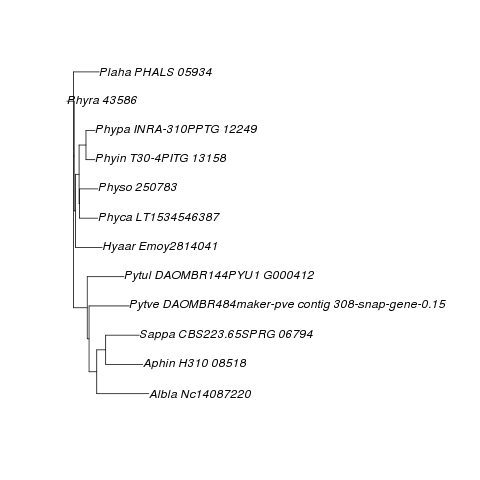 Plaha PHALS 05934
Phyra 43586
Phypa INRA-310PPTG 12249
Phyin T30-4PITG 13158
Physo 250783
Phyca LT1534546387
Hyaar Emoy2814041
Pytul DAOMBR144PYU1 G000412
Pytve DAOMBR484maker-pve contig 308-snap-gene-0.15
Sappa CBS223.65SPRG 06794
Aphin H310 08518
Albla Nc14087220